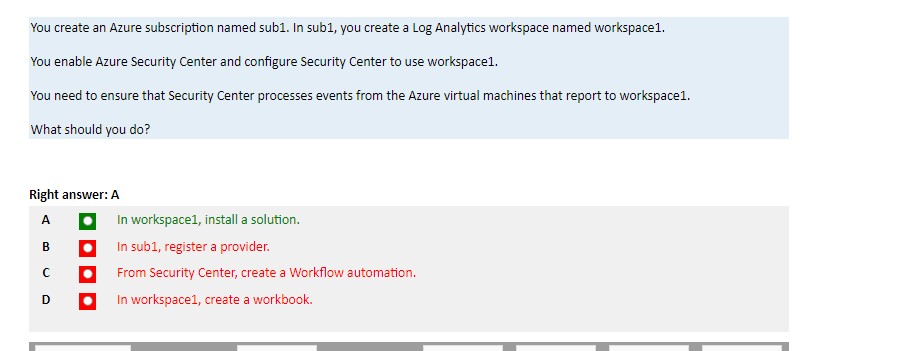 You create an Azure subscription named sub1. In sub1, you create a Log Analytics workspace named workspace1.
You enable Azure Security Center and configure Security Center to use workspace1.
You need to ensure that Security Center processes events from the Azure virtual machines that report to workspace1.
What should you do?
Right answer: A
A In workspace1, install a solution.
B In sub1, register a provider.
C From Security Center, create a Workflow automation.
D In workspace1, create a workbook.